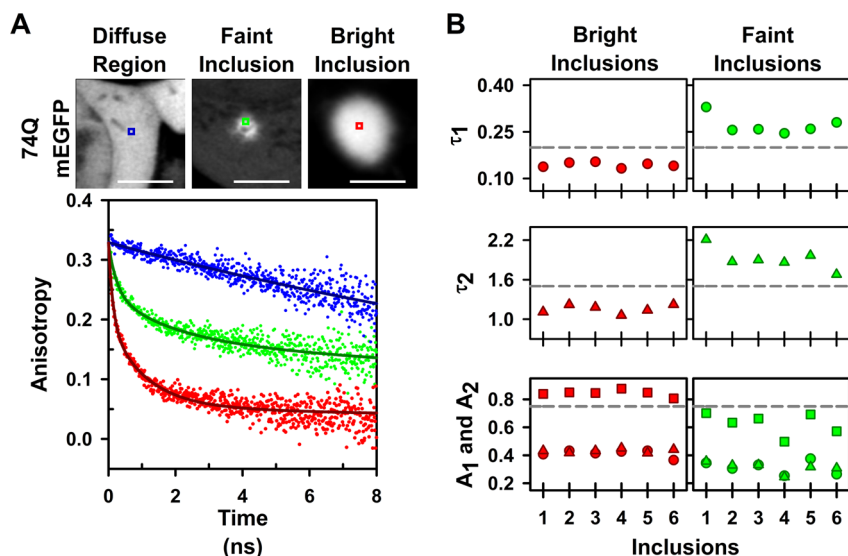 A
Diffuse Region
Faint Inclusion
Bright Inclusion
74Q
mEGFP
0.4
0.3
0.2
0.1
0.0
Anisotropy
0 2 4 6 8
Time
(ns)
B
Bright Inclusions
Faint Inclusions
0.40
0.25
0.10
τ1
2.2
1.6
1.0
τ2
0.8
0.6
0.4
0.2
A1 and A2
1 2 3 4 5 6
1 2 3 4 5 6
Inclusions